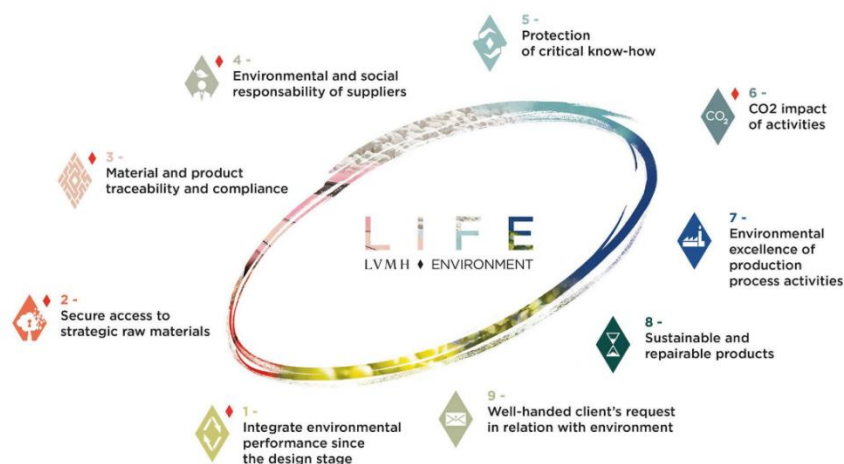 5 -
Protection
of critical know-how
4 -
Environmental and social
responsability of suppliers
6 -
CO2 impact
of activities
CO2
3 -
Material and product
traceability and compliance
LIFE
LVMH ♦ ENVIRONMENT
7 -
Environmental
excellence of
production
process activities
2 -
Secure access to
strategic raw materials
8 -
Sustainable and
repairable products
1 -
Integrate environmental
performance since
the design stage
9 -
Well-handed client's request
in relation with environment